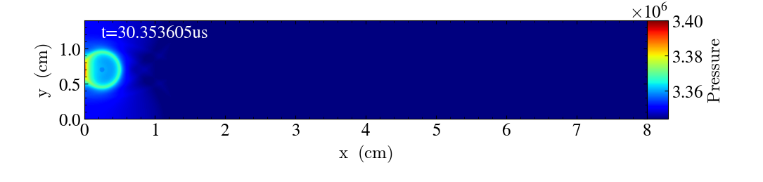 ×10⁶
t=30.353605us
3.40
3.38
3.36
Pressure
1.0
0.5
0.0
y (cm)
0 1 2 3 4 5 6 7 8
x (cm)